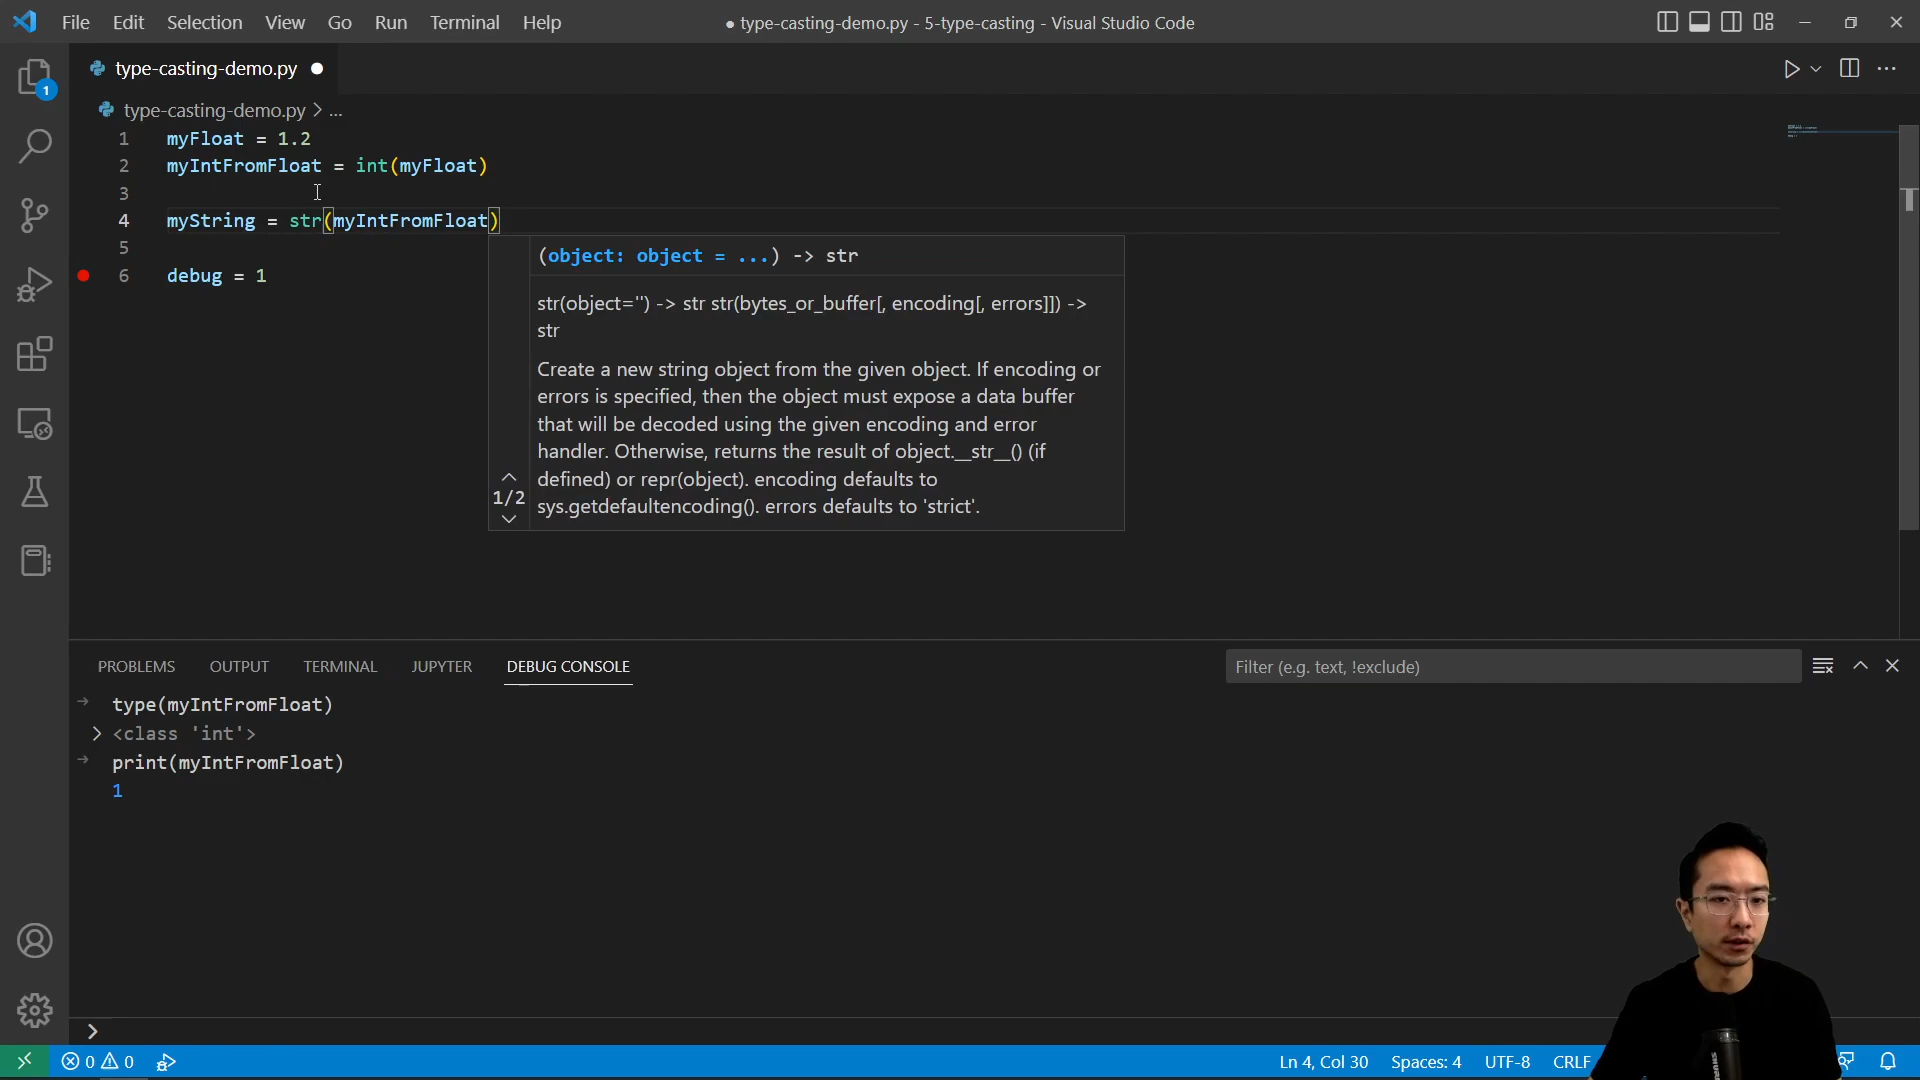 File Edit Selection View Go Run Terminal Help
● type-casting-demo.py - 5-type-casting - Visual Studio Code
type-casting-demo.py ●
type-casting-demo.py > ...
1 myFloat = 1.2
2 myIntFromFloat = int(myFloat)
3
4 myString = str(myIntFromFloat)
5
6 debug = 1
(object: object = ...) -> str
str(object='') -> str str(bytes_or_buffer[, encoding[, errors]]) ->
str
Create a new string object from the given object. If encoding or
errors is specified, then the object must expose a data buffer
that will be decoded using the given encoding and error
handler. Otherwise, returns the result of object.__str__() (if
defined) or repr(object). encoding defaults to
sys.getdefaultencoding(). errors defaults to 'strict'.
1/2
1
PROBLEMS OUTPUT TERMINAL JUPYTER DEBUG CONSOLE
Filter (e.g. text, !exclude)
type(myIntFromFloat)
<class 'int'>
print(myIntFromFloat)
1
0 0
Ln 4, Col 30 Spaces: 4 UTF-8 CRLF